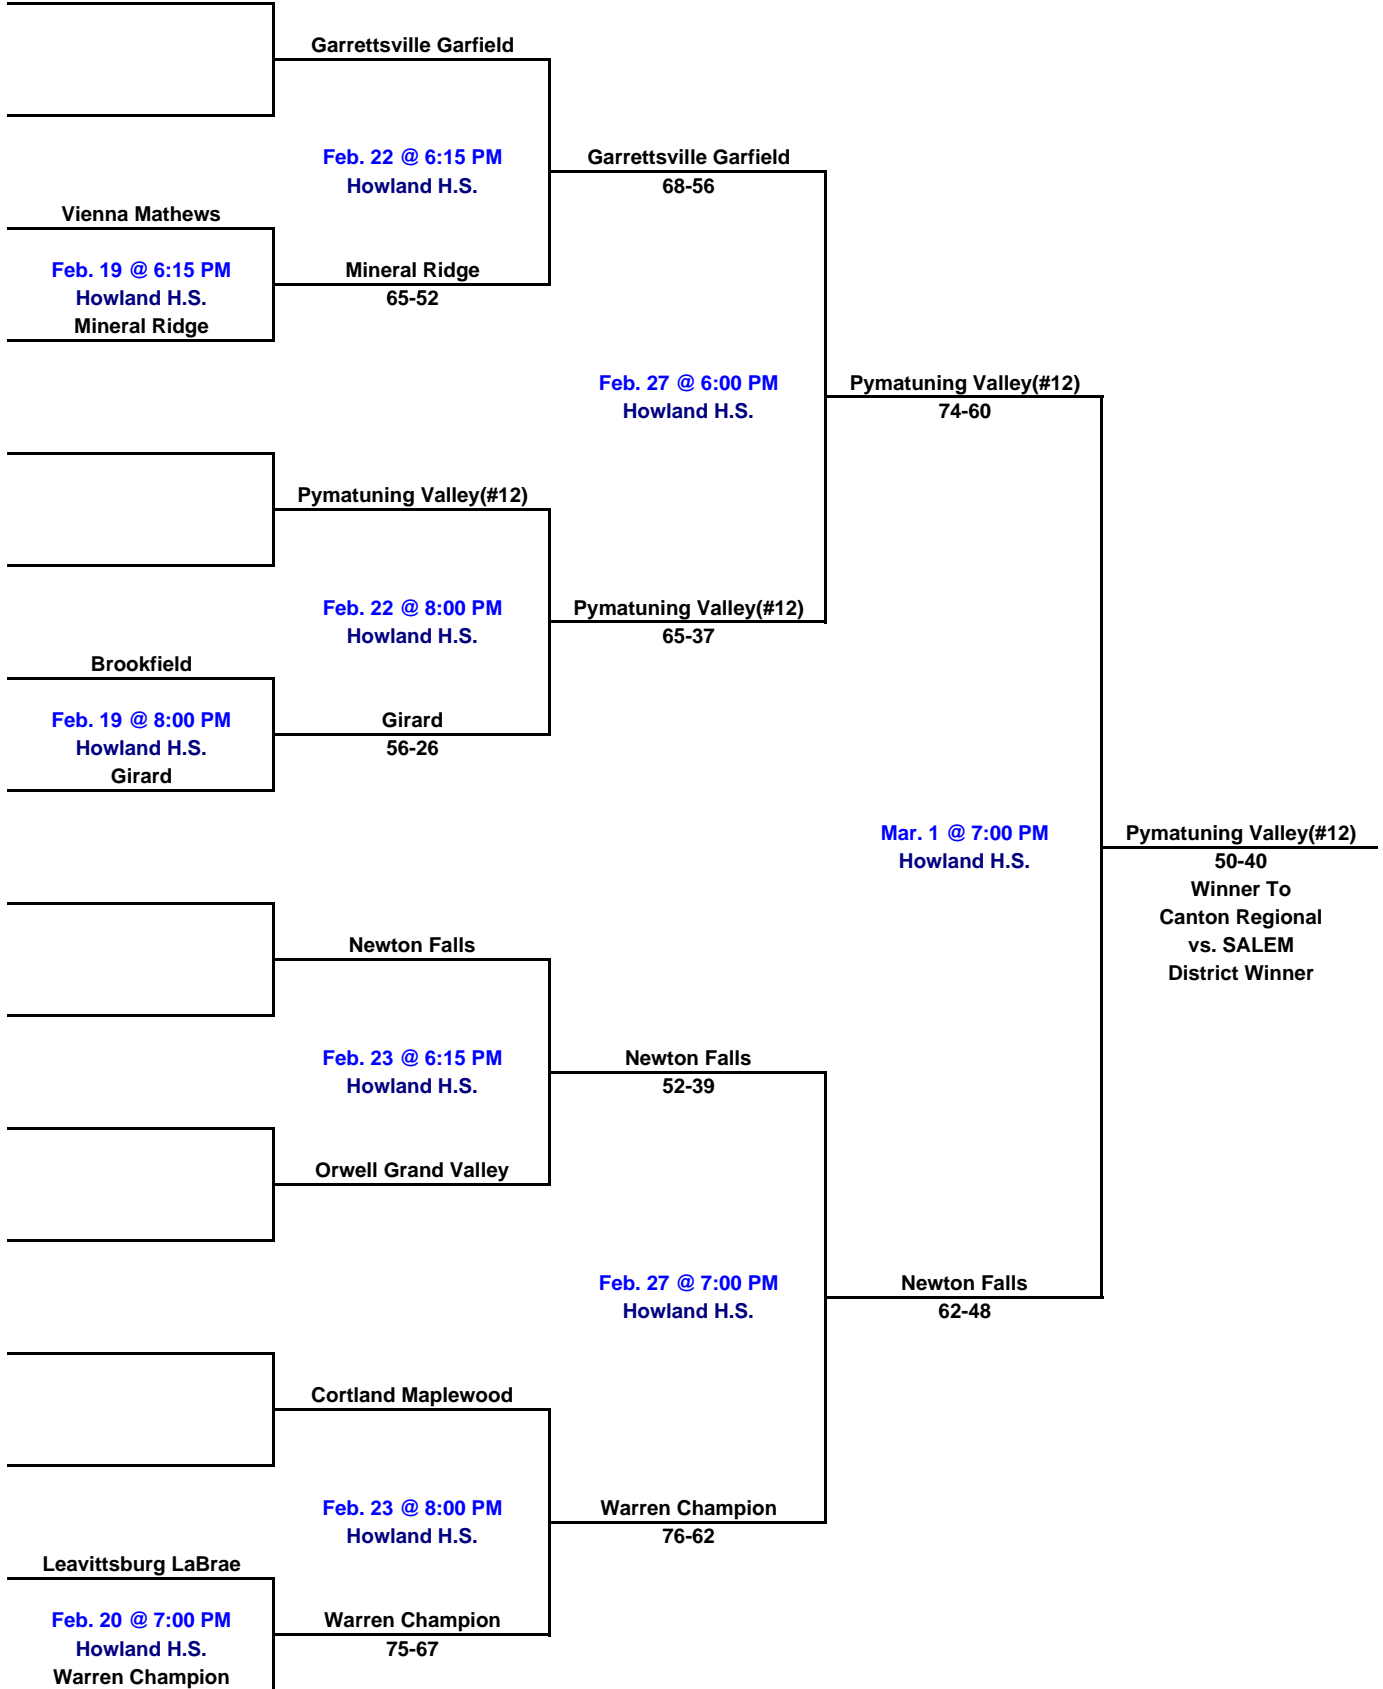 Garrettsville Garfield
Feb. 22 @ 6:15 PM
Howland H.S.
Garrettsville Garfield
68-56
Vienna Mathews
Feb. 19 @ 6:15 PM
Howland H.S.
Mineral Ridge
Mineral Ridge
65-52
Feb. 27 @ 6:00 PM
Howland H.S.
Pymatuning Valley(#12)
74-60
Pymatuning Valley(#12)
Feb. 22 @ 8:00 PM
Howland H.S.
Pymatuning Valley(#12)
65-37
Brookfield
Feb. 19 @ 8:00 PM
Howland H.S.
Girard
Girard
56-26
Mar. 1 @ 7:00 PM
Howland H.S.
Pymatuning Valley(#12)
50-40
Winner To
Canton Regional
vs. SALEM
District Winner
Newton Falls
Feb. 23 @ 6:15 PM
Howland H.S.
Newton Falls
52-39
Orwell Grand Valley
Feb. 27 @ 7:00 PM
Howland H.S.
Newton Falls
62-48
Cortland Maplewood
Feb. 23 @ 8:00 PM
Howland H.S.
Warren Champion
76-62
Leavittsburg LaBrae
Feb. 20 @ 7:00 PM
Howland H.S.
Warren Champion
Warren Champion
75-67